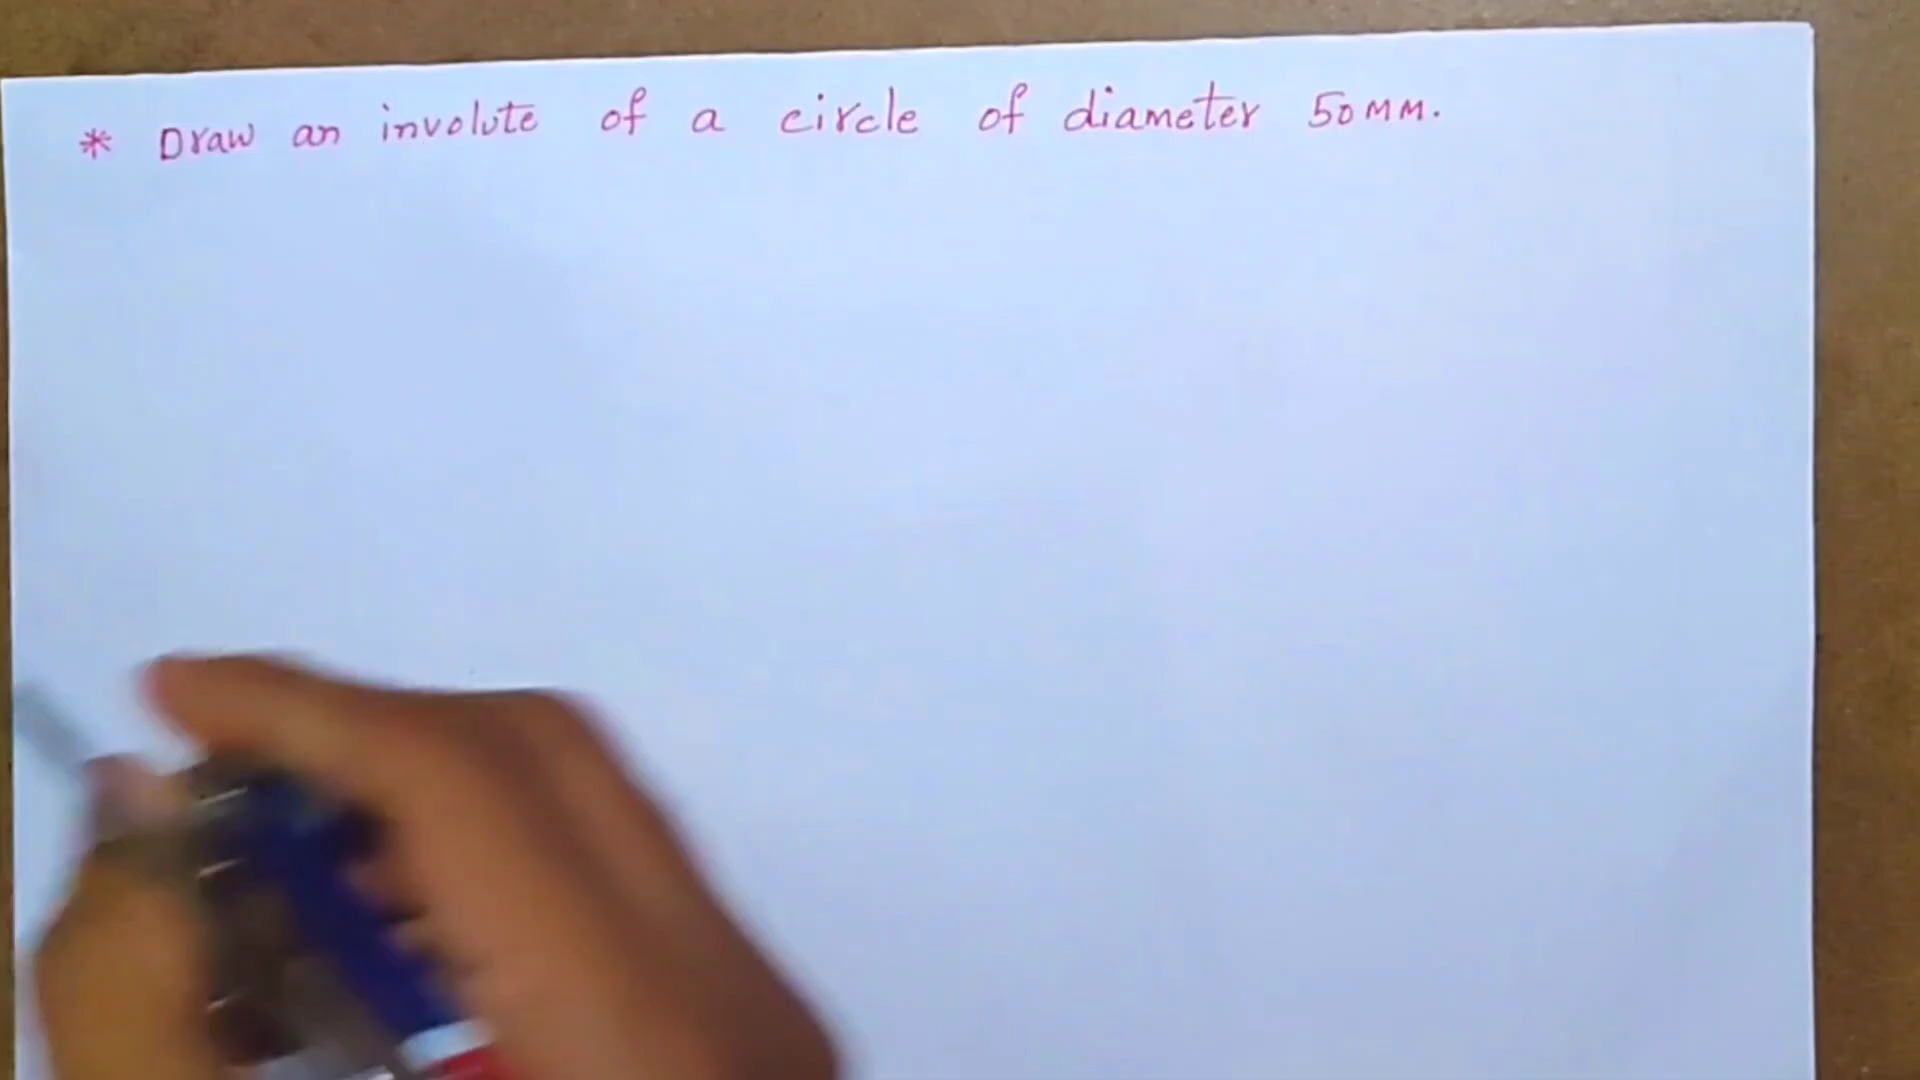 * Draw an involute of a circle of diameter 50MM.